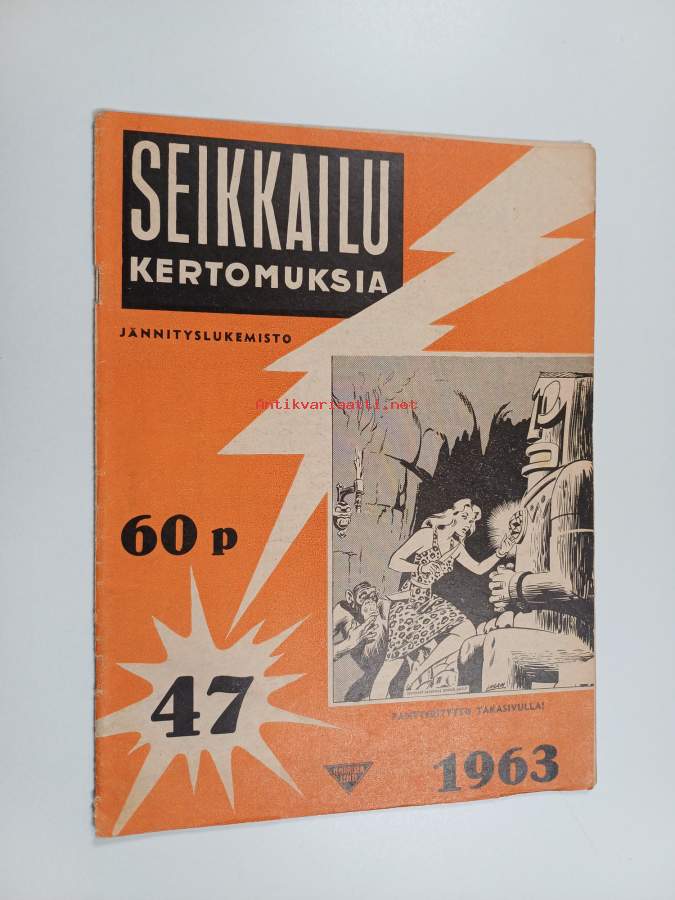 SEIKKAILU
KERTOMUKSIA
JÄNNITYSLUKEMISTO
Antikvariaatti.net
60 p
47
PANTTERITYTTÖ TAKASIVULLA!
1963